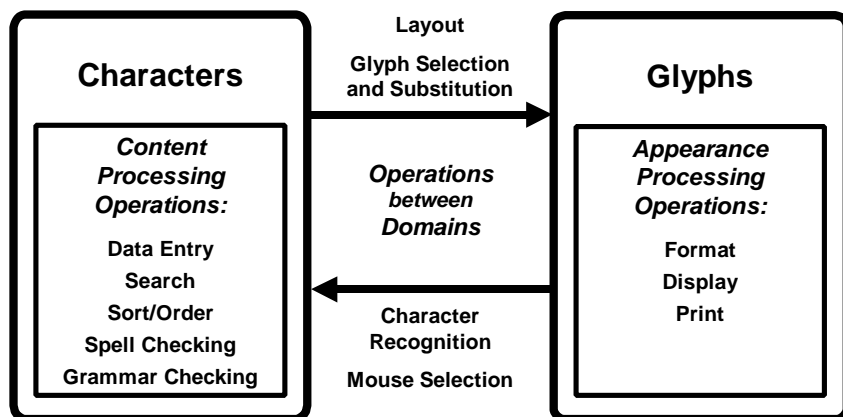 Characters
Content
Processing
Operations:
Data Entry
Search
Sort/Order
Spell Checking
Grammar Checking
Layout
Glyph Selection
and Substitution
Operations
between
Domains
Character
Recognition
Mouse Selection
Glyphs
Appearance
Processing
Operations:
Format
Display
Print